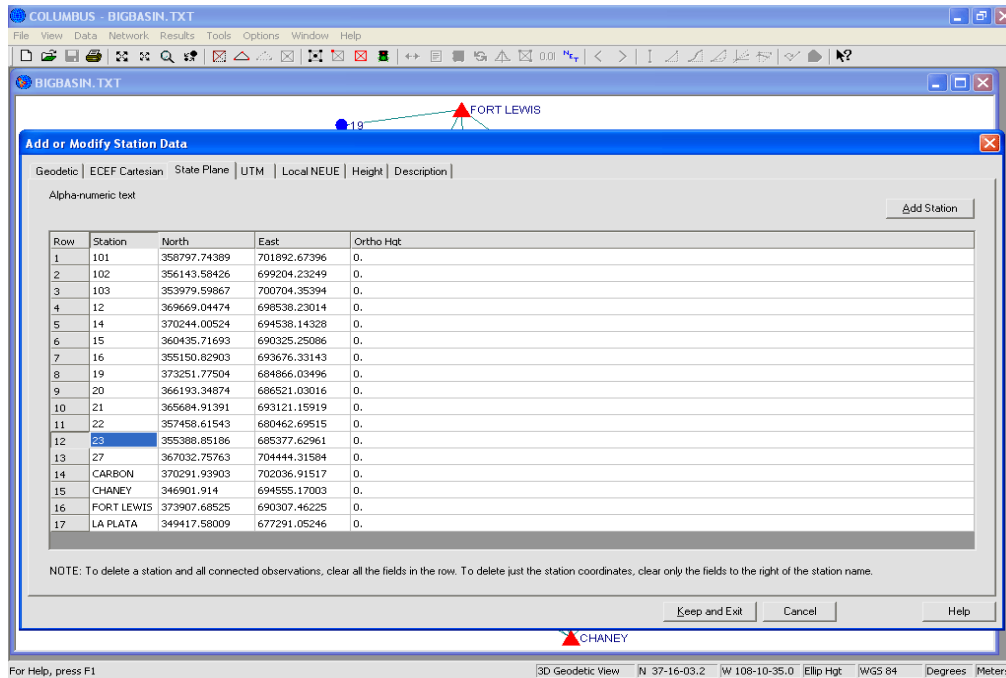 COLUMBUS - BIGBASIN.TXT
File View Data Network Results Tools Options Window Help
0.01
BIGBASIN.TXT
FORT LEWIS
19
Add or Modify Station Data
Geodetic ECEF Cartesian State Plane UTM Local NEUE Height Description
Alpha-numeric text
Add Station
Row Station North East Ortho Hgt
1 101 358797.74389 701892.67396 0.
2 102 356143.58426 699204.23249 0.
3 103 353979.59867 700704.35394 0.
4 12 369669.04474 698538.23014 0.
5 14 370244.00524 694538.14328 0.
6 15 360435.71693 690325.25086 0.
7 16 355150.82903 693676.33143 0.
8 19 373251.77504 684866.03496 0.
9 20 366193.34874 686521.03016 0.
10 21 365684.91391 693121.15919 0.
11 22 357458.61543 680462.69515 0.
12 23 355388.85186 685377.62961 0.
13 27 367032.75763 704444.31584 0.
14 CARBON 370291.93903 702036.91517 0.
15 CHANEY 346901.914 694555.17003 0.
16 FORT LEWIS 373907.68525 690307.46225 0.
17 LA PLATA 349417.58009 677291.05246 0.
NOTE: To delete a station and all connected observations, clear all the fields in the row. To delete just the station coordinates, clear only the fields to the right of the station name.
Keep and Exit Cancel Help
CHANEY
For Help, press F1 3D Geodetic View N 37-16-03.2 W 108-10-35.0 Ellip Hgt WGS 84 Degrees Meter